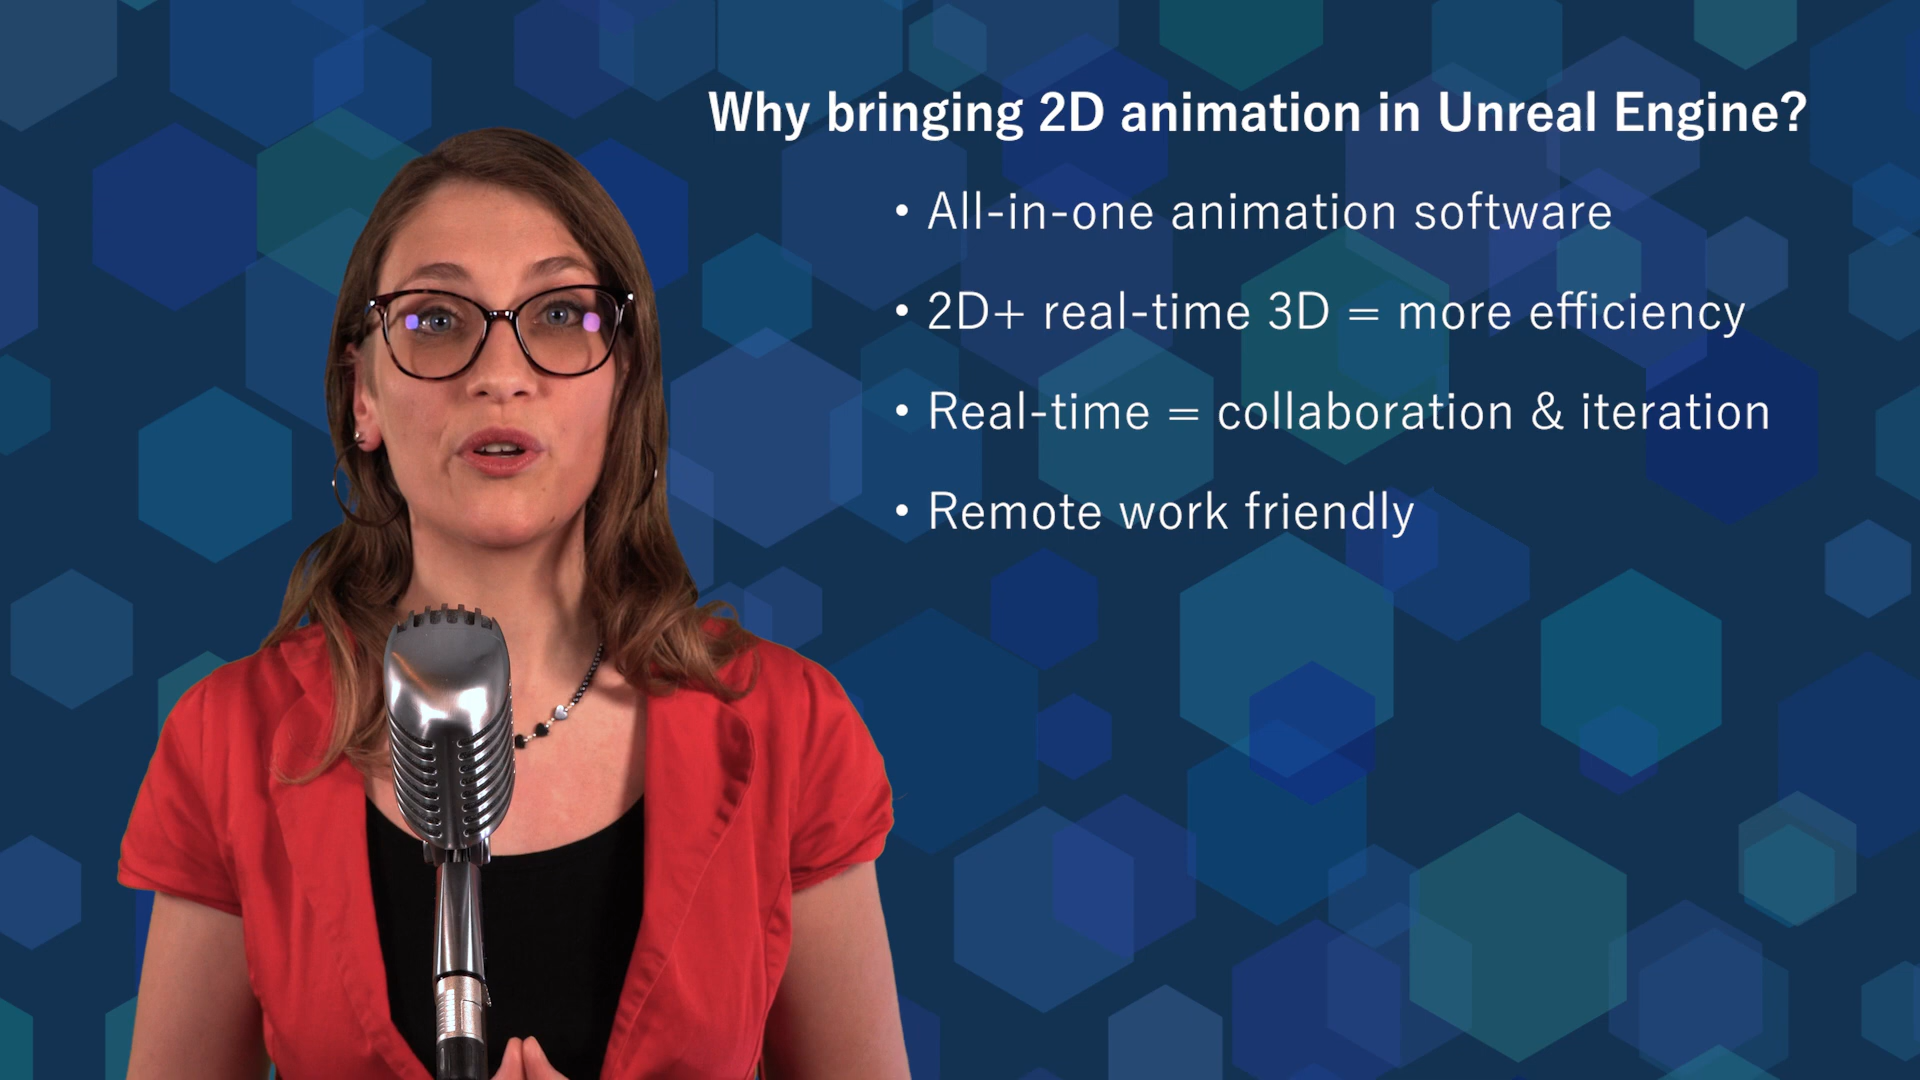 Why bringing 2D animation in Unreal Engine?
• All-in-one animation software
• 2D+ real-time 3D = more efficiency
• Real-time = collaboration & iteration
• Remote work friendly